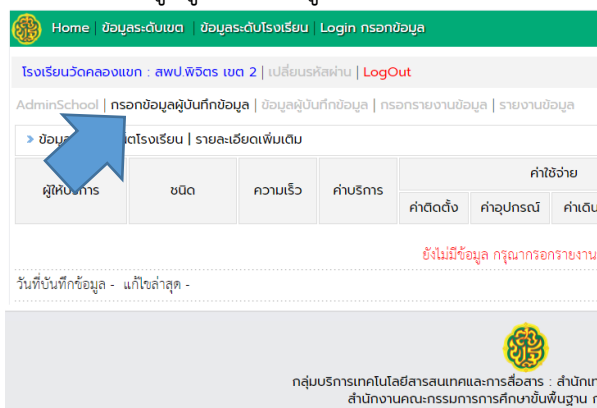 Home | ข้อมูลระดับเขต | ข้อมูลระดับโรงเรียน | Login กรอกข้อมูล
โรงเรียนวัดคลองแขก : สพป.พิจิตร เขต 2 | เปลี่ยนรหัสผ่าน | LogOut
AdminSchool | กรอกข้อมูลผู้บันทึกข้อมูล | ข้อมูลผู้บันทึกข้อมูล | กรอกรายงานข้อมูล | รายงานข้อมูล
ตโรงเรียน | รายละเอียดเพิ่มเติม
ผู้ให้บริการ ชนิด ความเร็ว ค่าบริการ ค่าใช้จ่าย
ค่าติดตั้ง ค่าอุปกรณ์ ค่าเดิน
ยังไม่มีข้อมูล กรุณากรอกรายงาน
วันที่บันทึกข้อมูล - แก้ไขล่าสุด -
กลุ่มบริการเทคโนโลยีสารสนเทศและการสื่อสาร : สำนัก
สำนักงานคณะกรรมการการศึกษาขั้นพื้นฐาน